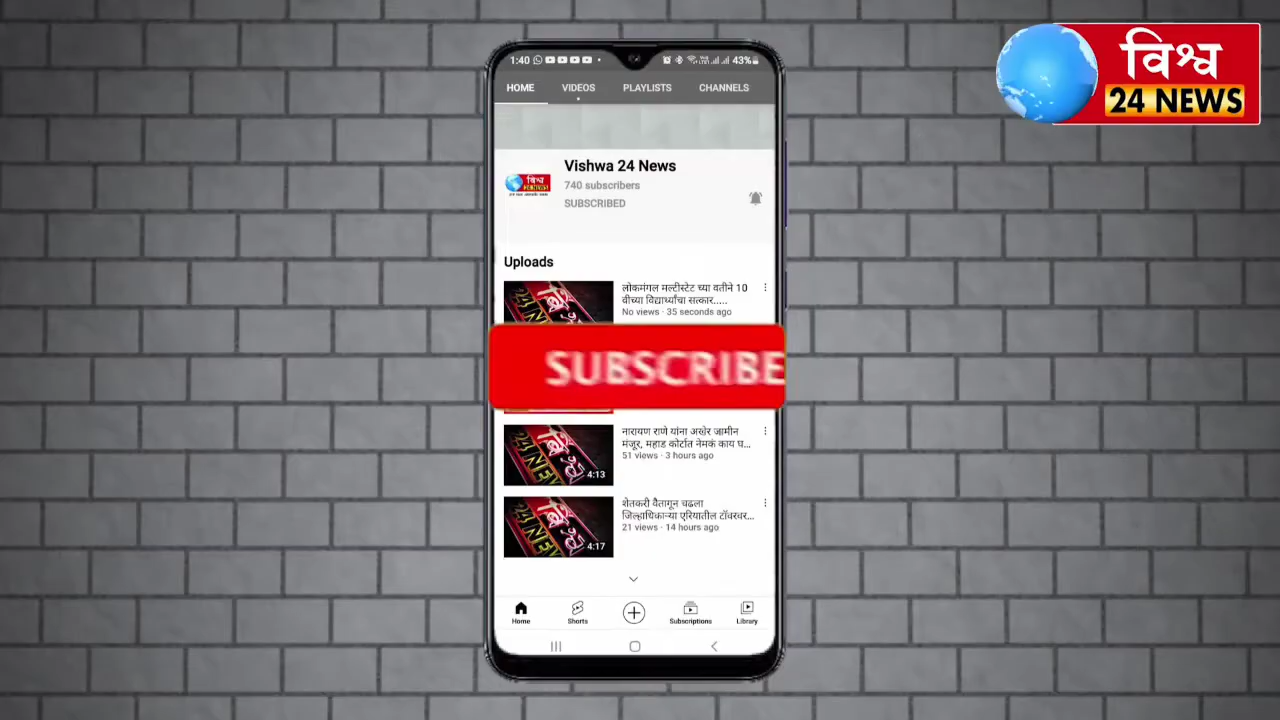 विश्व
24 NEWS
1:40
43%
HOME
VIDEOS
PLAYLISTS
CHANNELS
Vishwa 24 News
740 subscribers
SUBSCRIBED
Uploads
लोकमंगल मल्टीस्टेट च्या वतीने 10
वीच्या विद्यार्थ्यांचा सत्कार.....
No views · 35 seconds ago
SUBSCRIBE
नारायण राणे यांना अखेर जामीन
मंजूर, महाड कोर्टात नेमकं काय घ...
51 views · 3 hours ago
4:13
शेतकरी वैतागून चढला
जिल्हाधिकाऱ्या एरियातील टॉवरवर...
21 views · 14 hours ago
4:17
Home
Shorts
Subscriptions
Library